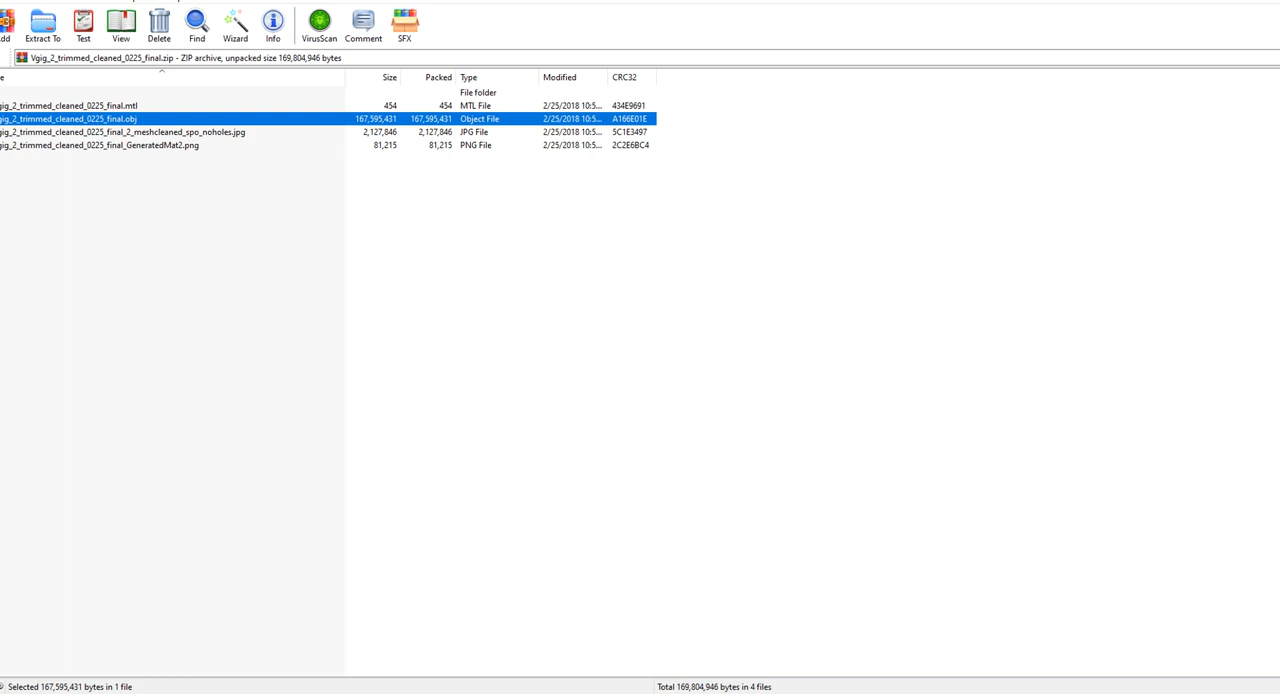 dd Extract To Test View Delete Find Wizard Info VirusScan Comment SFX
Vgig_2_trimmed_cleaned_0225_final.zip - ZIP archive, unpacked size 169,804,946 bytes
e Size Packed Type Modified CRC32
File folder
gig_2_trimmed_cleaned_0225_final.mtl 454 454 MTL File 2/25/2018 10:5... 434E9691
gig_2_trimmed_cleaned_0225_final.obj 167,595,431 167,595,431 Object File 2/25/2018 10:5... A166E01E
gig_2_trimmed_cleaned_0225_final_2_meshcleaned_spo_noholes.jpg 2,127,846 2,127,846 JPG File 2/25/2018 10:5... 5C1E3497
gig_2_trimmed_cleaned_0225_final_GeneratedMat2.png 81,215 81,215 PNG File 2/25/2018 10:5... 2C2E6BC4
Selected 167,595,431 bytes in 1 file Total 169,804,946 bytes in 4 files